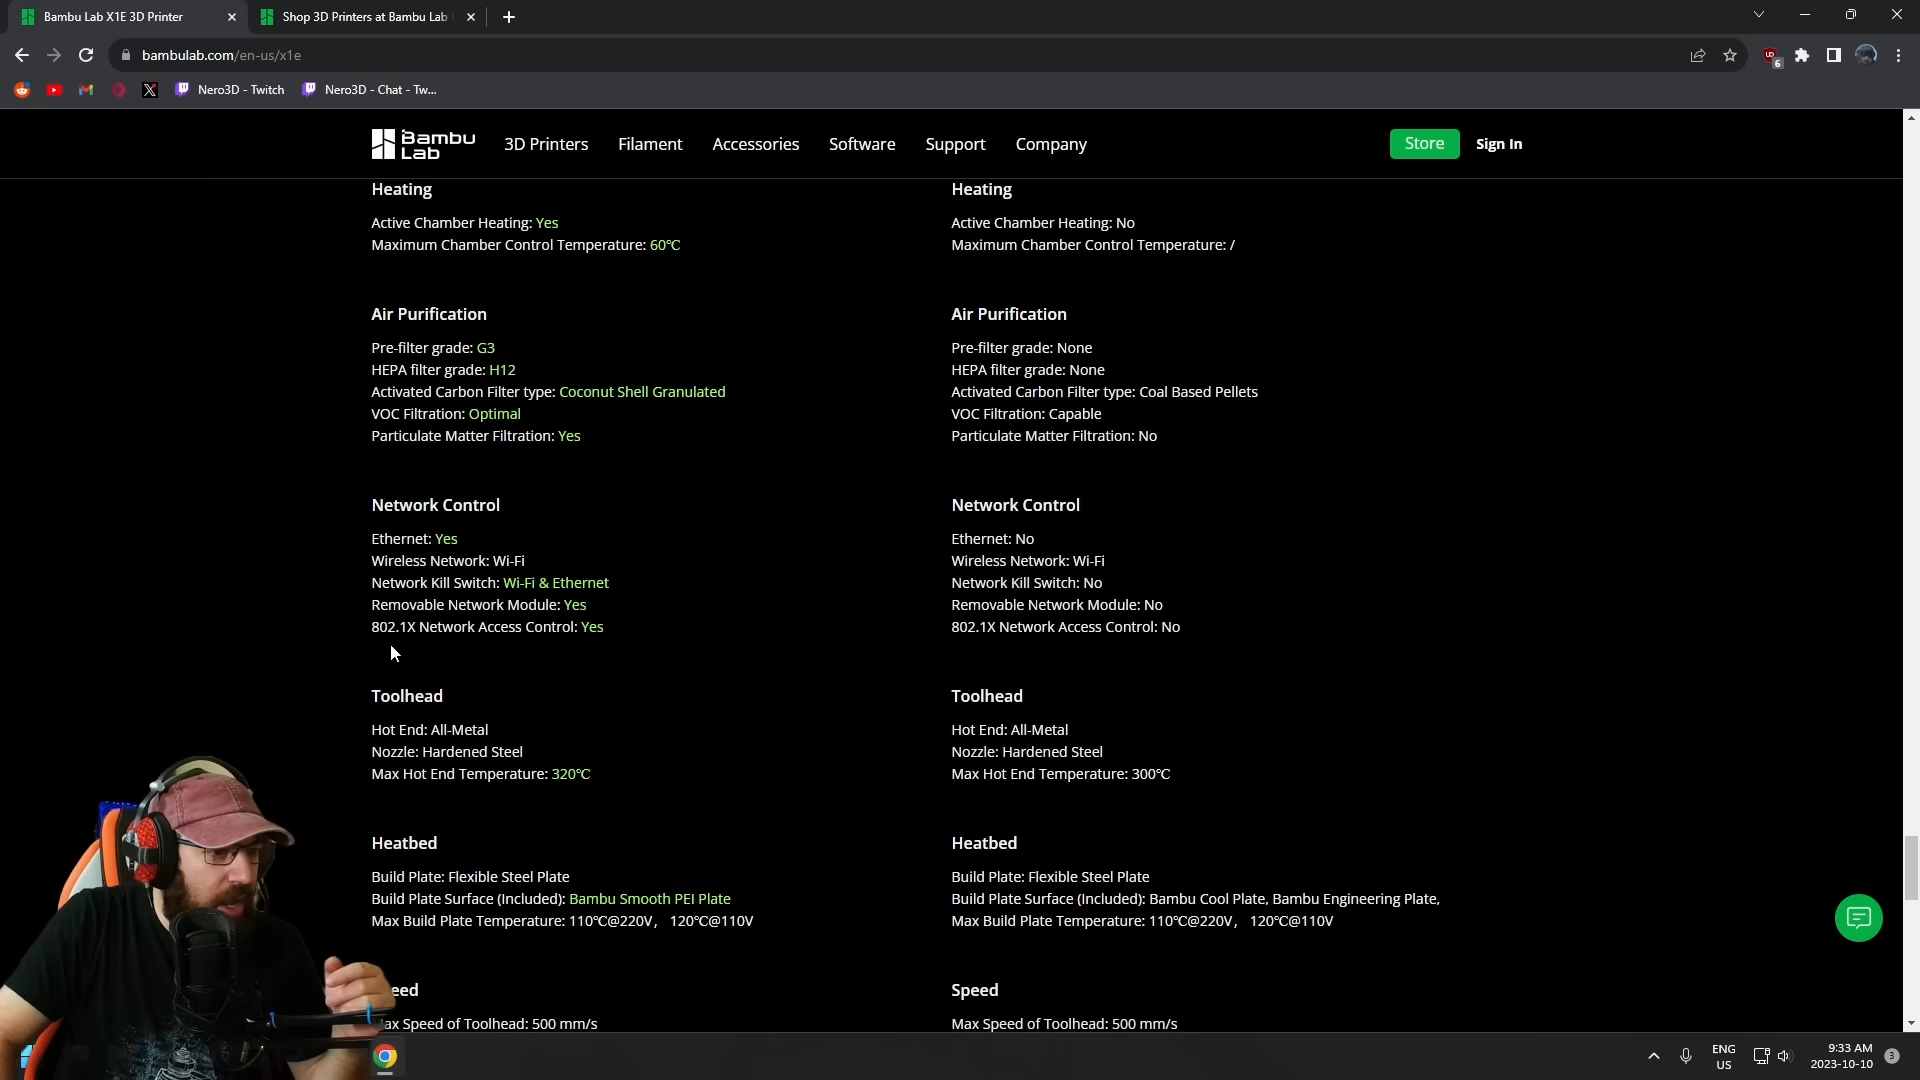 Bambu Lab X1E 3D Printer
Shop 3D Printers at Bambu Lab
bambulab.com/en-us/x1e
6
Nero3D - Twitch
Nero3D - Chat - Tw...
Bambu
Lab
3D Printers
Filament
Accessories
Software
Support
Company
Store
Sign In
Heating
Active Chamber Heating: Yes
Maximum Chamber Control Temperature: 60℃
Air Purification
Pre-filter grade: G3
HEPA filter grade: H12
Activated Carbon Filter type: Coconut Shell Granulated
VOC Filtration: Optimal
Particulate Matter Filtration: Yes
Network Control
Ethernet: Yes
Wireless Network: Wi-Fi
Network Kill Switch: Wi-Fi & Ethernet
Removable Network Module: Yes
802.1X Network Access Control: Yes
Toolhead
Hot End: All-Metal
Nozzle: Hardened Steel
Max Hot End Temperature: 320℃
Heatbed
Build Plate: Flexible Steel Plate
Build Plate Surface (Included): Bambu Smooth PEI Plate
Max Build Plate Temperature: 110℃@220V, 120℃@110V
eed
ax Speed of Toolhead: 500 mm/s
Heating
Active Chamber Heating: No
Maximum Chamber Control Temperature: /
Air Purification
Pre-filter grade: None
HEPA filter grade: None
Activated Carbon Filter type: Coal Based Pellets
VOC Filtration: Capable
Particulate Matter Filtration: No
Network Control
Ethernet: No
Wireless Network: Wi-Fi
Network Kill Switch: No
Removable Network Module: No
802.1X Network Access Control: No
Toolhead
Hot End: All-Metal
Nozzle: Hardened Steel
Max Hot End Temperature: 300℃
Heatbed
Build Plate: Flexible Steel Plate
Build Plate Surface (Included): Bambu Cool Plate, Bambu Engineering Plate,
Max Build Plate Temperature: 110℃@220V, 120℃@110V
Speed
Max Speed of Toolhead: 500 mm/s
ENG
US
9:33 AM
2023-10-10
3